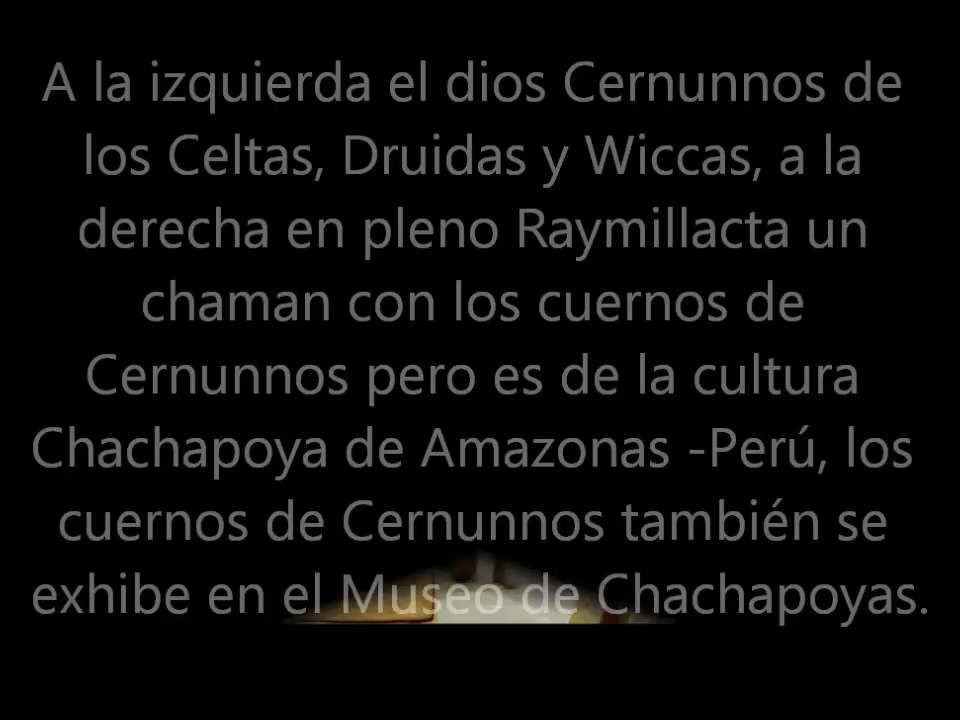 A la izquierda el dios Cernunnos de
los Celtas, Druidas y Wiccas, a la
derecha en pleno Raymillacta un
chaman con los cuernos de
Cernunnos pero es de la cultura
Chachapoya de Amazonas -Perú, los
cuernos de Cernunnos también se
exhibe en el Museo de Chachapoyas.